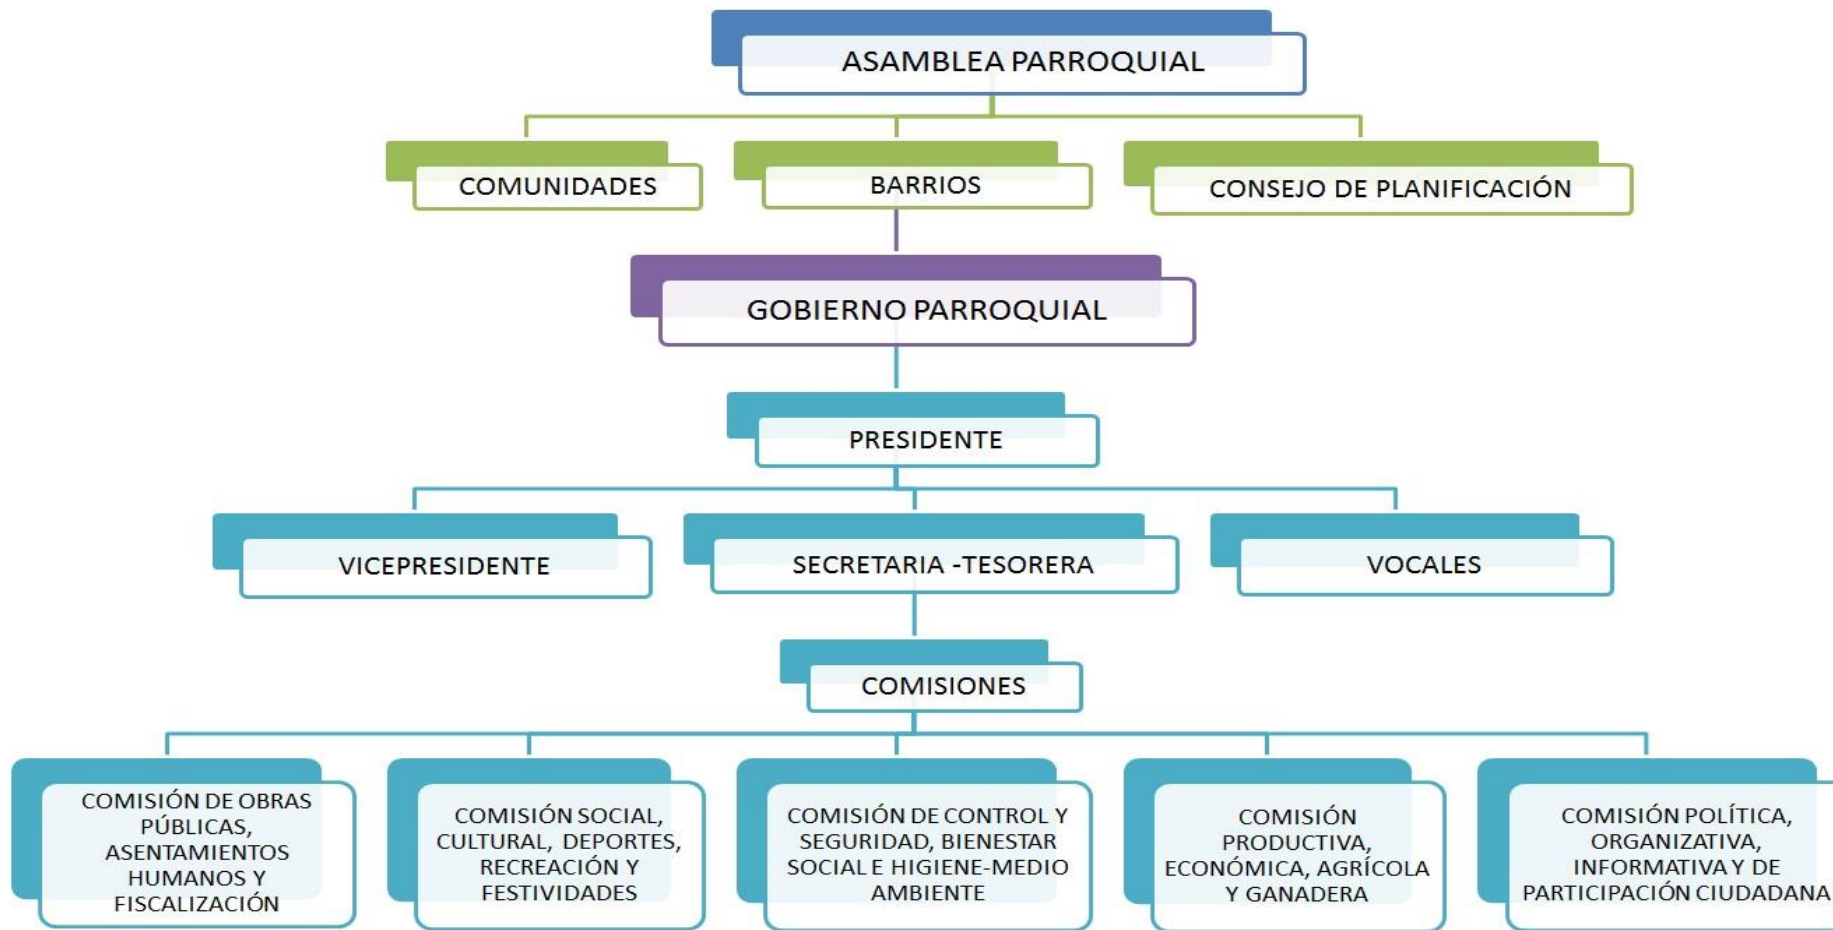 ASAMBLEA PARROQUIAL
COMUNIDADES
BARRIOS
CONSEJO DE PLANIFICACIÓN
GOBIERNO PARROQUIAL
PRESIDENTE
VICEPRESIDENTE
SECRETARIA -TESORERA
VOCALES
COMISIONES
COMISIÓN DE OBRAS
PÚBLICAS,
ASENTAMIENTOS
HUMANOS Y
FISCALIZACIÓN
COMISIÓN SOCIAL,
CULTURAL, DEPORTES,
RECREACIÓN Y
FESTIVIDADES
COMISIÓN DE CONTROL Y
SEGURIDAD, BIENESTAR
SOCIAL E HIGIENE-MEDIO
AMBIENTE
COMISIÓN
PRODUCTIVA,
ECONÓMICA, AGRÍCOLA
Y GANADERA
COMISIÓN POLÍTICA,
ORGANIZATIVA,
INFORMATIVA Y DE
PARTICIPACIÓN CIUDADANA